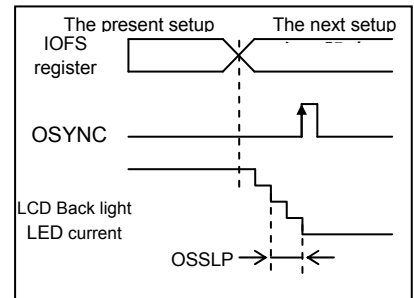 The present setup The next setup
IOFS
register
OSYNC
LCD Back light
LED current
OSSLP